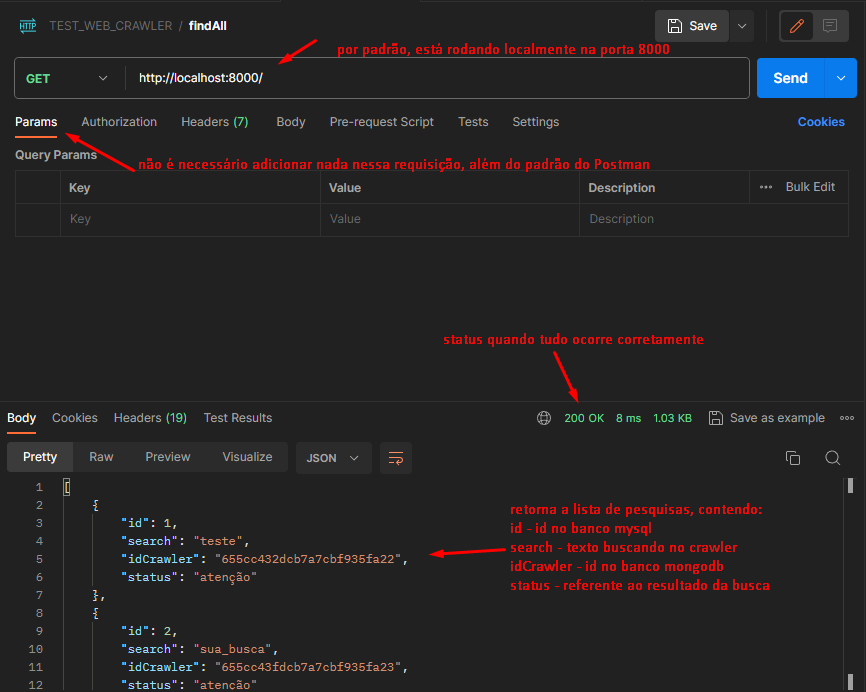 HTTP TEST_WEB_CRAWLER / findAll Save
por padrão, está rodando localmente na porta 8000
GET http://localhost:8000/ Send
Params Authorization Headers (7) Body Pre-request Script Tests Settings Cookies
Query Params
não é necessário adicionar nada nessa requisição, além do padrão do Postman
Key Value Description ••• Bulk Edit
Key Value Description
status quando tudo ocorre corretamente
Body Cookies Headers (19) Test Results 200 OK 8 ms 1.03 KB Save as example
Pretty Raw Preview Visualize JSON
1 [
2 {
3 "id": 1,
4 "search": "teste",
5 "idCrawler": "655cc432dcb7a7cbf935fa22",
6 "status": "atenção"
7 },
8 {
9 "id": 2,
10 "search": "sua_busca",
11 "idCrawler": "655cc43fdcb7a7cbf935fa23",
12 "status": "atenção"
retorna a lista de pesquisas, contendo:
id - id no banco mysql
search - texto buscando no crawler
idCrawler - id no banco mongodb
status - referente ao resultado da busca